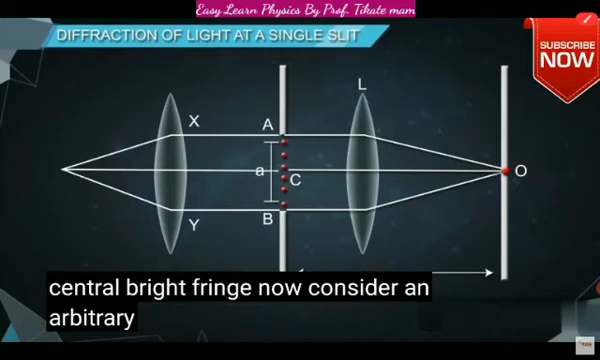 Easy Learn Physics By Prof. Tikate mam
DIFFRACTION OF LIGHT AT A SINGLE SLIT
SUBSCRIBE
NOW
L
X
A
a
C
O
Y
B
central bright fringe now consider an
arbitrary